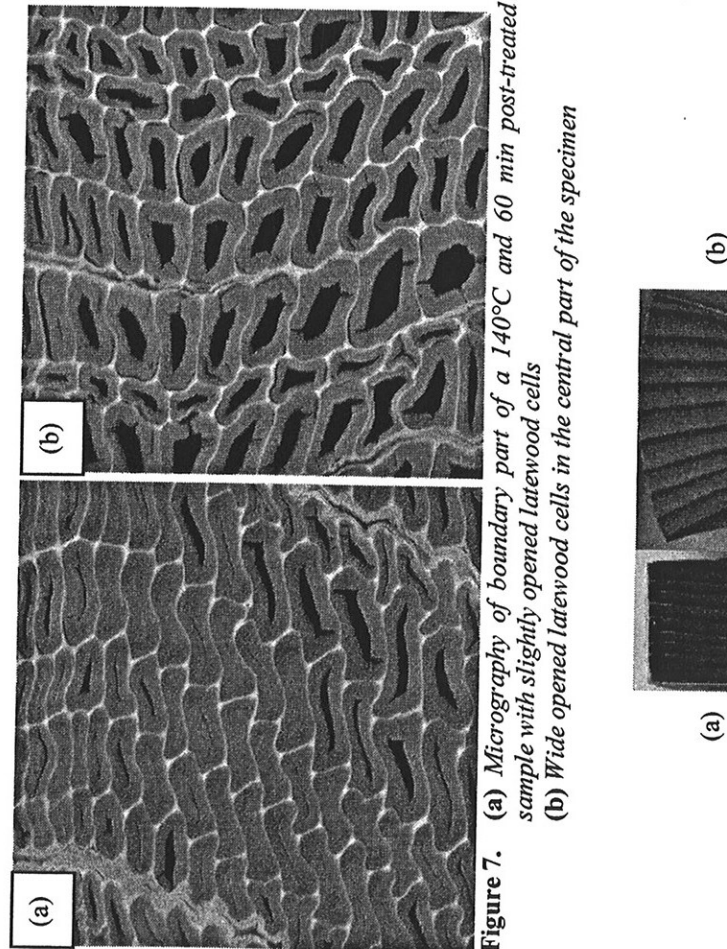 (a)
(b)
Figure 7. (a) Micrography of boundary part of a 140°C and 60 min post-treated
sample with slightly opened latewood cells
(b) Wide opened latewood cells in the central part of the specimen
(a)
(b)